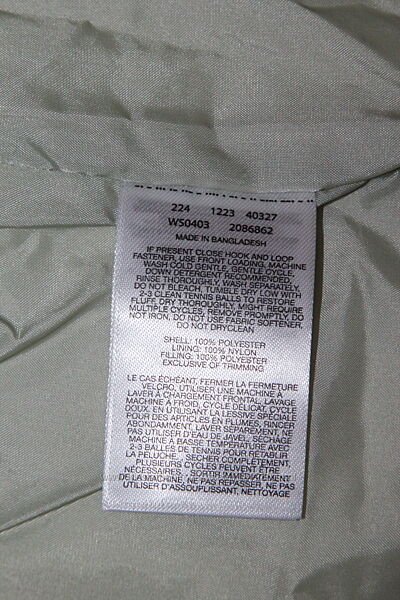 224 1223 40327
WS0403 2086862
MADE IN BANGLADESH
IF PRESENT CLOSE HOOK AND LOOP
FASTENER, USE FRONT LOADING, MACHINE
WASH COLD GENTLE, GENTLE CYCLE,
DOWN DETERGENT RECOMMENDED,
RINSE THOROUGHLY, WASH SEPARATELY,
DO NOT BLEACH, TUMBLE DRY LOW WITH
2-3 CLEAN TENNIS BALLS TO RESTORE
FLUFF, DRY THOROUGHLY, MIGHT REQUIRE
MULTIPLE CYCLES, REMOVE PROMPTLY, DO
NOT IRON, DO NOT USE FABRIC SOFTENER,
DO NOT DRYCLEAN
SHELL: 100% POLYESTER
LINING: 100% NYLON
FILLING: 100% POLYESTER
EXCLUSIVE OF TRIMMING
LE CAS ÉCHÉANT, FERMER LA FERMETURE
VELCRO, UTILISER UNE MACHINE À
LAVER À CHARGEMENT FRONTAL, LAVAGE
MACHINE À FROID, CYCLE DÉLICAT, CYCLE
DOUX, EN UTILISANT LA LESSIVE SPÉCIALE
POUR DES ARTICLES EN PLUMES, RINCER
ABONDAMMENT, LAVER SÉPARÉMENT, NE
PAS UTILISER D'EAU DE JAVEL, SÉCHAGE
MACHINE À BASSE TEMPÉRATURE AVEC
2-3 BALLES DE TENNIS POUR RÉTABLIR
LA PELUCHE, SÉCHER COMPLÈTEMENT,
PLUSIEURS CYCLES PEUVENT ÊTRE
NÉCESSAIRES, SORTIR IMMÉDIATEMENT
DE LA MACHINE, NE PAS REPASSER, NE PAS
UTILISER D'ASSOUPLISSANT, NETTOYAGE